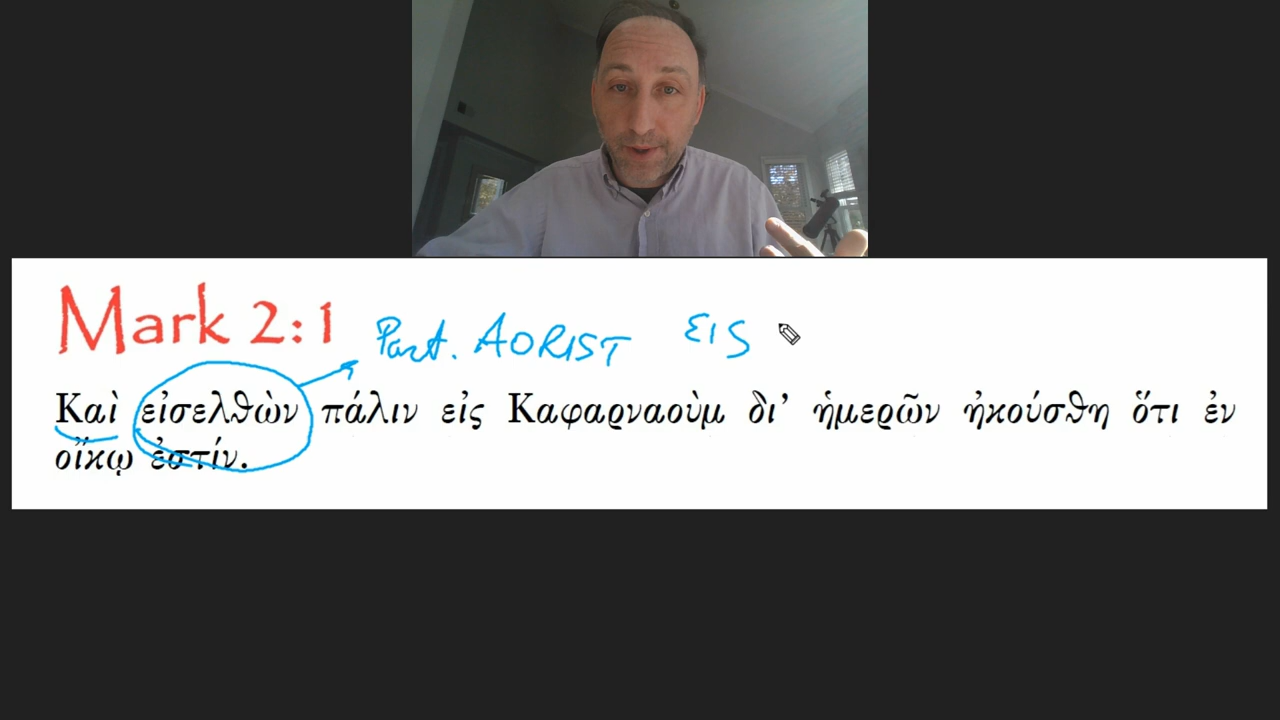 Mark 2:1 Part. AORIST εις
Καὶ εἰσελθὼν πάλιν εἰς Καφαρναοὺμ δι’ ἡμερῶν ἠκούσθη ὅτι ἐν
οἴκῳ ἐστίν.